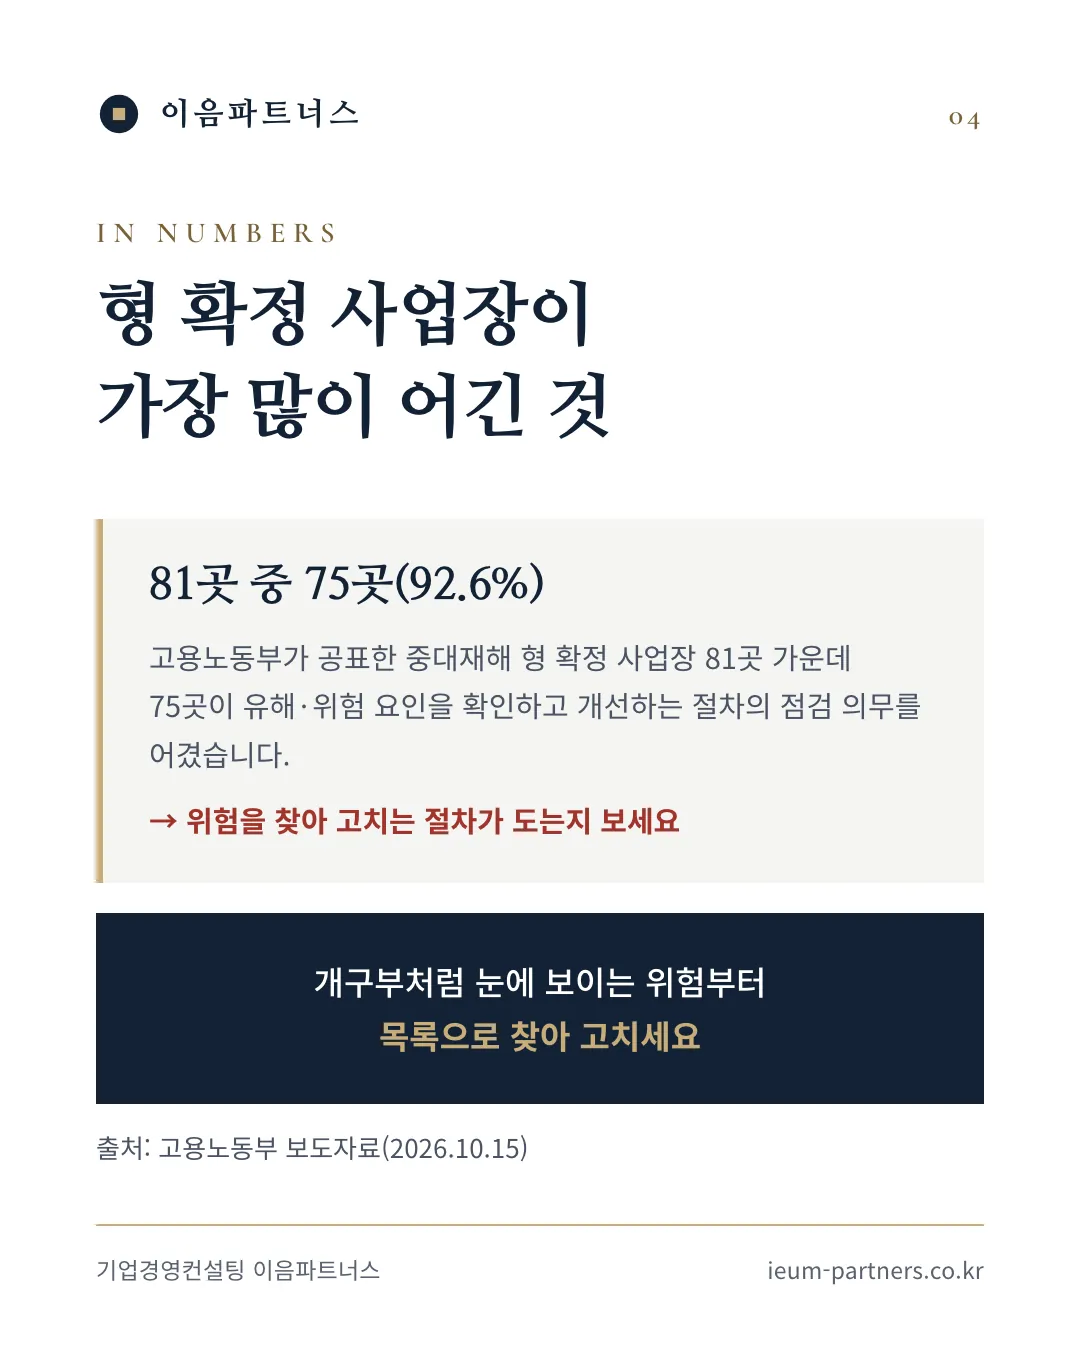 이음파트너스
04
IN NUMBERS
형 확정 사업장이
가장 많이 어긴 것
81곳 중 75곳(92.6%)
고용노동부가 공표한 중대재해 형 확정 사업장 81곳 가운데
75곳이 유해·위험 요인을 확인하고 개선하는 절차의 점검 의무를
어겼습니다.
→ 위험을 찾아 고치는 절차가 도는지 보세요
개구부처럼 눈에 보이는 위험부터
목록으로 찾아 고치세요
출처: 고용노동부 보도자료(2026.10.15)
기업경영컨설팅 이음파트너스
ieum-partners.co.kr